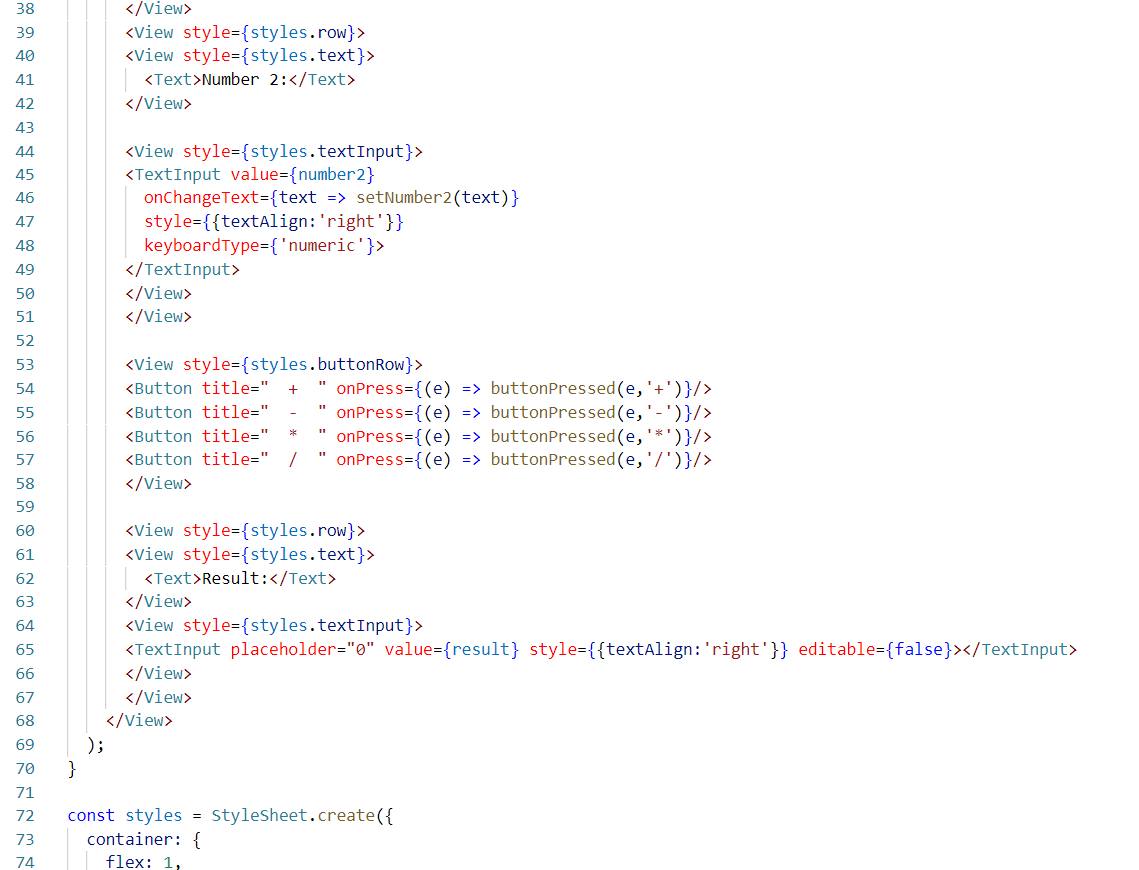 38 </View>
39 <View style={styles.row}>
40 <View style={styles.text}>
41 <Text>Number 2:</Text>
42 </View>
43
44 <View style={styles.textInput}>
45 <TextInput value={number2}
46 onChangeText={text => setNumber2(text)}
47 style={{textAlign:'right'}}
48 keyboardType={'numeric'}>
49 </TextInput>
50 </View>
51 </View>
52
53 <View style={styles.buttonRow}>
54 <Button title="  +  " onPress={(e) => buttonPressed(e,'+')}/>
55 <Button title="  -  " onPress={(e) => buttonPressed(e,'-')}/>
56 <Button title="  *  " onPress={(e) => buttonPressed(e,'*')}/>
57 <Button title="  /  " onPress={(e) => buttonPressed(e,'/')}/>
58 </View>
59
60 <View style={styles.row}>
61 <View style={styles.text}>
62 <Text>Result:</Text>
63 </View>
64 <View style={styles.textInput}>
65 <TextInput placeholder="0" value={result} style={{textAlign:'right'}} editable={false}></TextInput>
66 </View>
67 </View>
68 </View>
69 );
70 }
71
72 const styles = StyleSheet.create({
73 container: {
74 flex: 1,